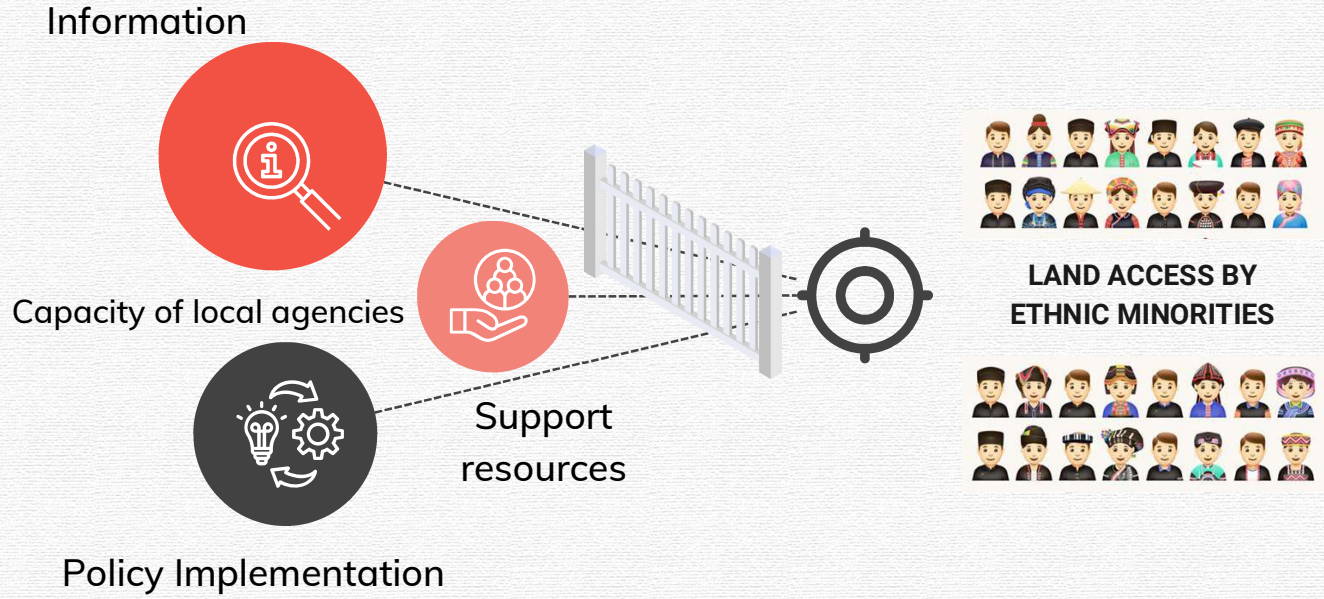 Information
Capacity of local agencies
Support
resources
Policy Implementation
LAND ACCESS BY
ETHNIC MINORITIES